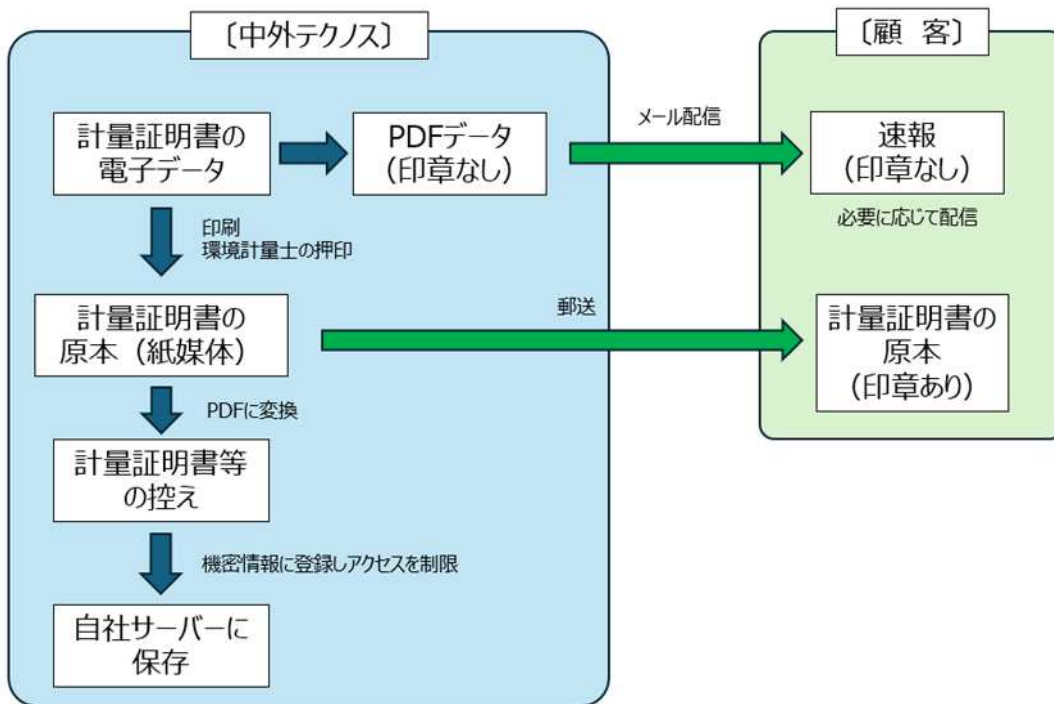 〔中外テクノス〕
〔顧 客〕
計量証明書の
電子データ
PDFデータ
(印章なし)
メール配信
速報
(印章なし)
必要に応じて配信
印刷
環境計量士の押印
計量証明書の
原本（紙媒体）
郵送
計量証明書の
原本
(印章あり)
PDFに変換
計量証明書等
の控え
機密情報に登録しアクセスを制限
自社サーバーに
保存